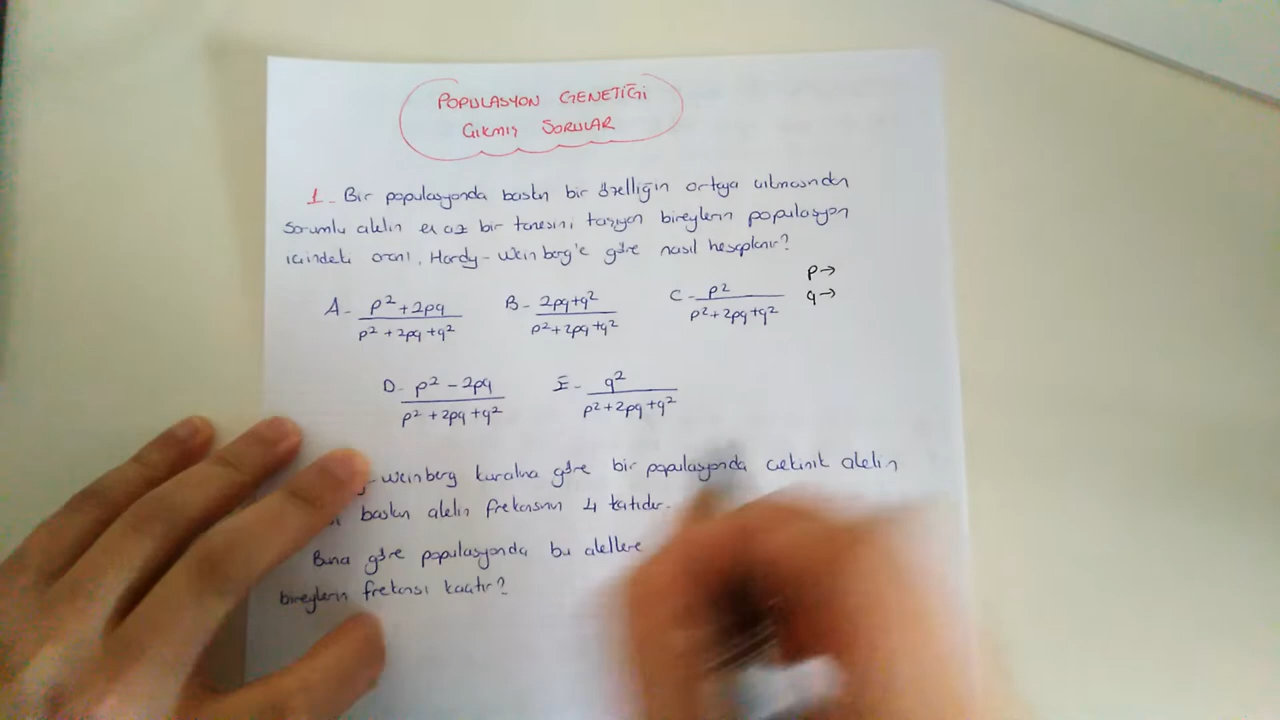 POPULASYON GENETİĞİ
ÇIKMIŞ SORULAR
1- Bir populasyonda baskın bir özelliğin ortaya çıkmasından
sorumlu alelin en az bir tanesini taşıyan bireylerin populasyon
içindeki oranı, Hardy-Weinberg'e göre nasıl hesaplanır?
p→
q→
A- p²+2pq / p²+2pq+q²
B- 2pq+q² / p²+2pq+q²
C- p² / p²+2pq+q²
D- p²-2pq / p²+2pq+q²
E- q² / p²+2pq+q²
-Weinberg kuralına göre bir populasyonda çekinik alelin
baskın alelin frekansının 4 katıdır.
Buna göre populasyonda bu alellere
bireylerin frekansı kaçtır?